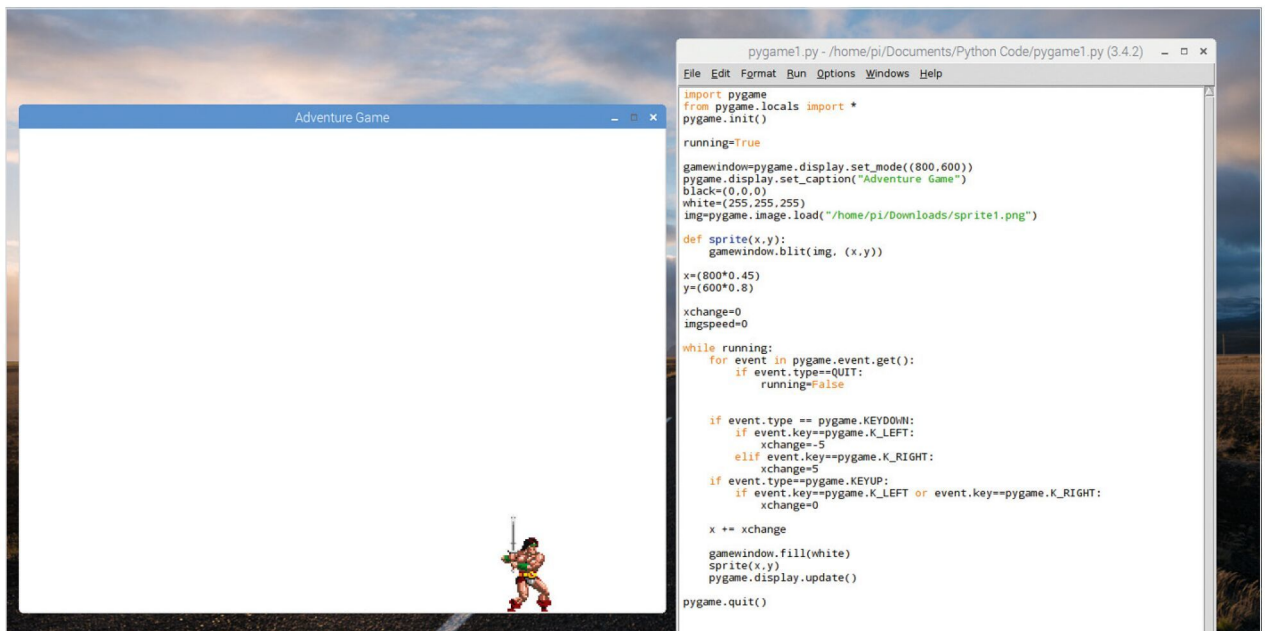 Adventure Game
pygame1.py - /home/pi/Documents/Python Code/pygame1.py (3.4.2)
File Edit Format Run Options Windows Help
import pygame
from pygame.locals import *
pygame.init()
running=True
gamewindow=pygame.display.set_mode((800,600))
pygame.display.set_caption("Adventure Game")
black=(0,0,0)
white=(255,255,255)
img=pygame.image.load("/home/pi/Downloads/sprite1.png")
def sprite(x,y):
    gamewindow.blit(img, (x,y))
x=(800*0.45)
y=(600*0.8)
xchange=0
imgspeed=0
while running:
    for event in pygame.event.get():
        if event.type==QUIT:
            running=False
    if event.type == pygame.KEYDOWN:
        if event.key==pygame.K_LEFT:
            xchange=-5
        elif event.key==pygame.K_RIGHT:
            xchange=5
    if event.type==pygame.KEYUP:
        if event.key==pygame.K_LEFT or event.key==pygame.K_RIGHT:
            xchange=0
    x += xchange
    gamewindow.fill(white)
    sprite(x,y)
    pygame.display.update()
pygame.quit()